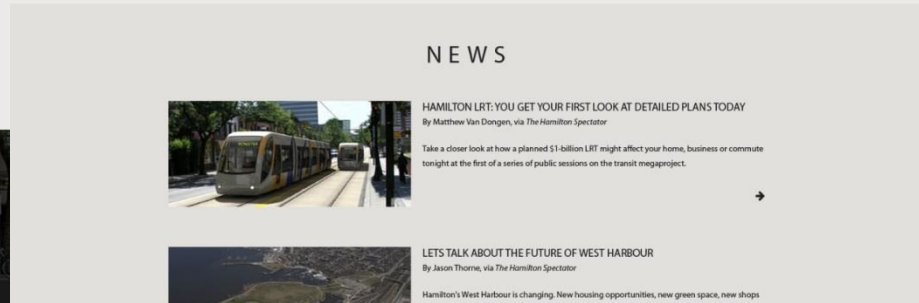 NEWS
HAMILTON LRT: YOU GET YOUR FIRST LOOK AT DETAILED PLANS TODAY
By Matthew Van Dongen, via The Hamilton Spectator
Take a closer look at how a planned $1-billion LRT might affect your home, business or commute
tonight at the first of a series of public sessions on the transit megaproject.
LETS TALK ABOUT THE FUTURE OF WEST HARBOUR
By Jason Thorne, via The Hamilton Spectator
Hamilton's West Harbour is changing. New housing opportunities, new green space, new shops